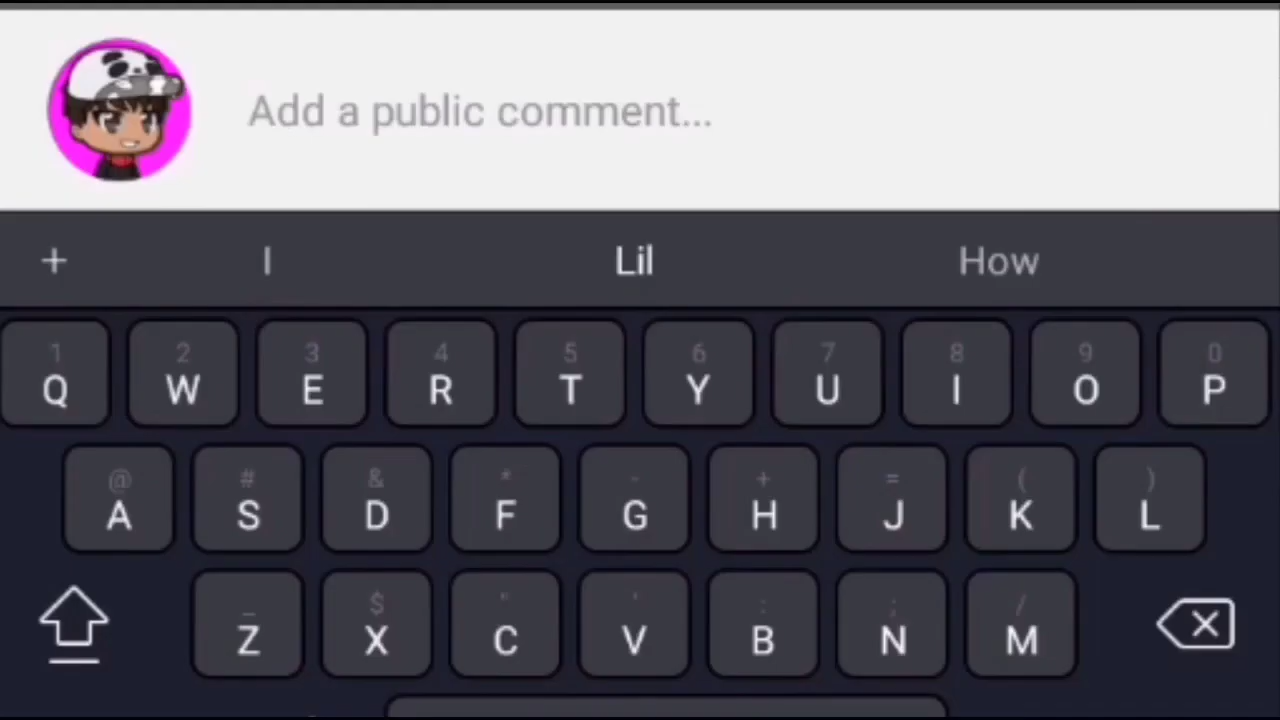 Add a public comment...
+ I Lil How
1 2 3 4 5 6 7 8 9 0
Q W E R T Y U I O P
@ # & * - + = ( )
A S D F G H J K L
_ $ " ' : ; /
Z X C V B N M